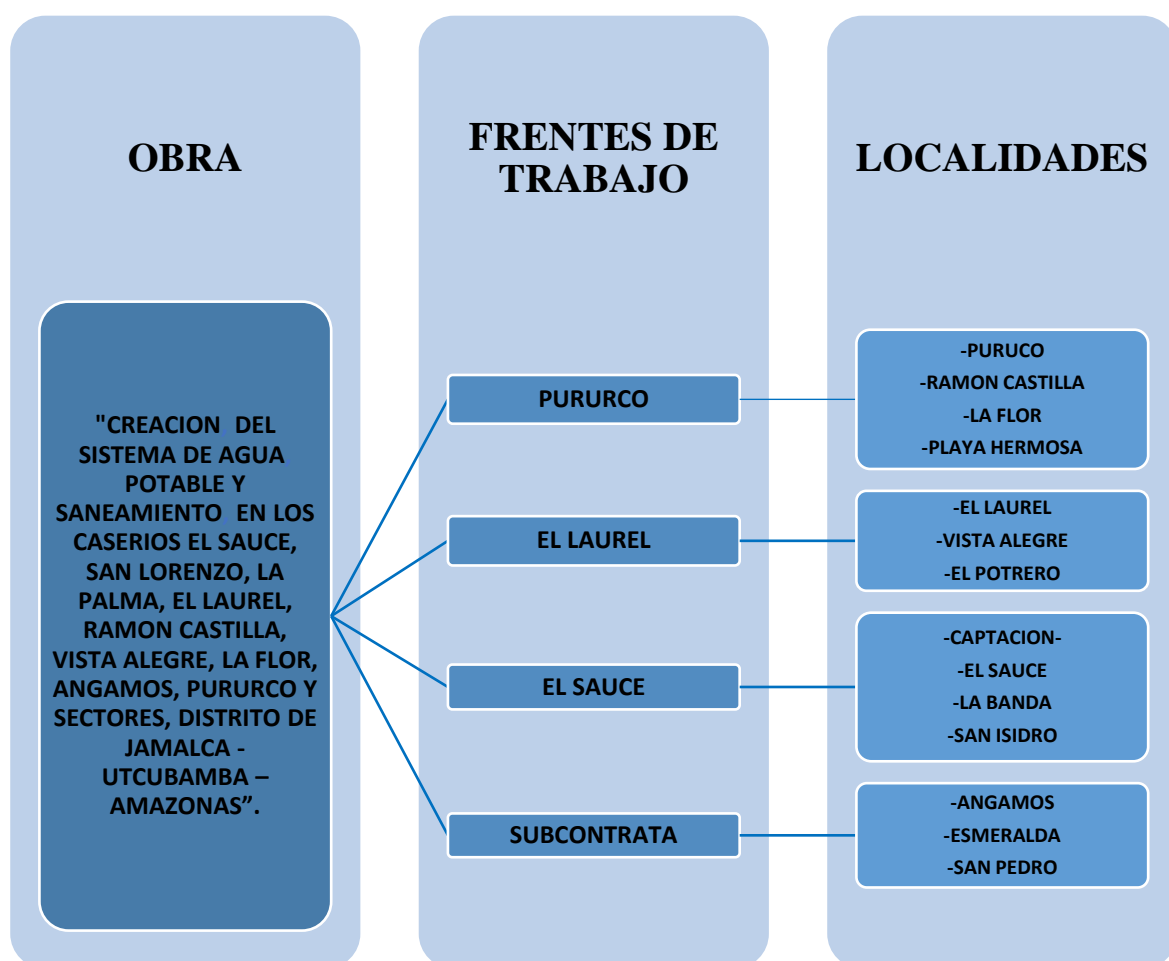 OBRA
"CREACION DEL
SISTEMA DE AGUA
POTABLE Y
SANEAMIENTO EN LOS
CASERIOS EL SAUCE,
SAN LORENZO, LA
PALMA, EL LAUREL,
RAMON CASTILLA,
VISTA ALEGRE, LA FLOR,
ANGAMOS, PURURCO Y
SECTORES, DISTRITO DE
JAMALCA -
UTCUBAMBA –
AMAZONAS”.
FRENTES DE
TRABAJO
PURURCO
EL LAUREL
EL SAUCE
SUBCONTRATA
LOCALIDADES
-PURUCO
-RAMON CASTILLA
-LA FLOR
-PLAYA HERMOSA
-EL LAUREL
-VISTA ALEGRE
-EL POTRERO
-CAPTACION-
-EL SAUCE
-LA BANDA
-SAN ISIDRO
-ANGAMOS
-ESMERALDA
-SAN PEDRO